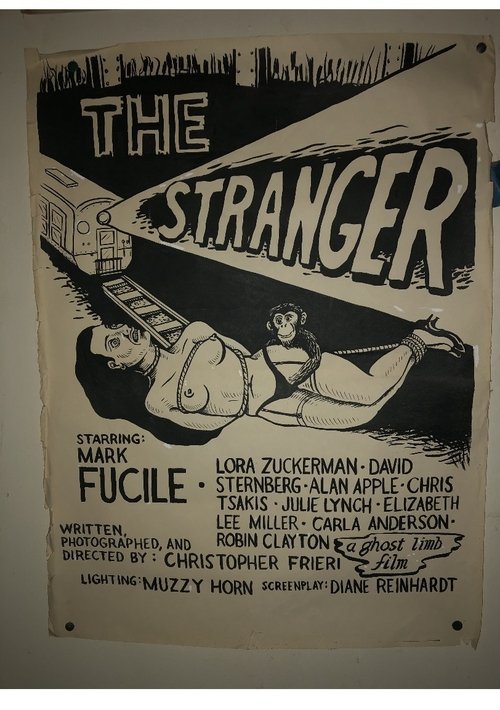 THE
STRANGER
STARRING:
MARK
FUCILE ·
LORA ZUCKERMAN · DAVID
STERNBERG · ALAN APPLE · CHRIS
TSAKIS · JULIE LYNCH · ELIZABETH
LEE MILLER · CARLA ANDERSON ·
ROBIN CLAYTON
a ghost limb
film
WRITTEN,
PHOTOGRAPHED, AND
DIRECTED BY: CHRISTOPHER FRIERI
LIGHTING: MUZZY HORN SCREENPLAY: DIANE REINHARDT